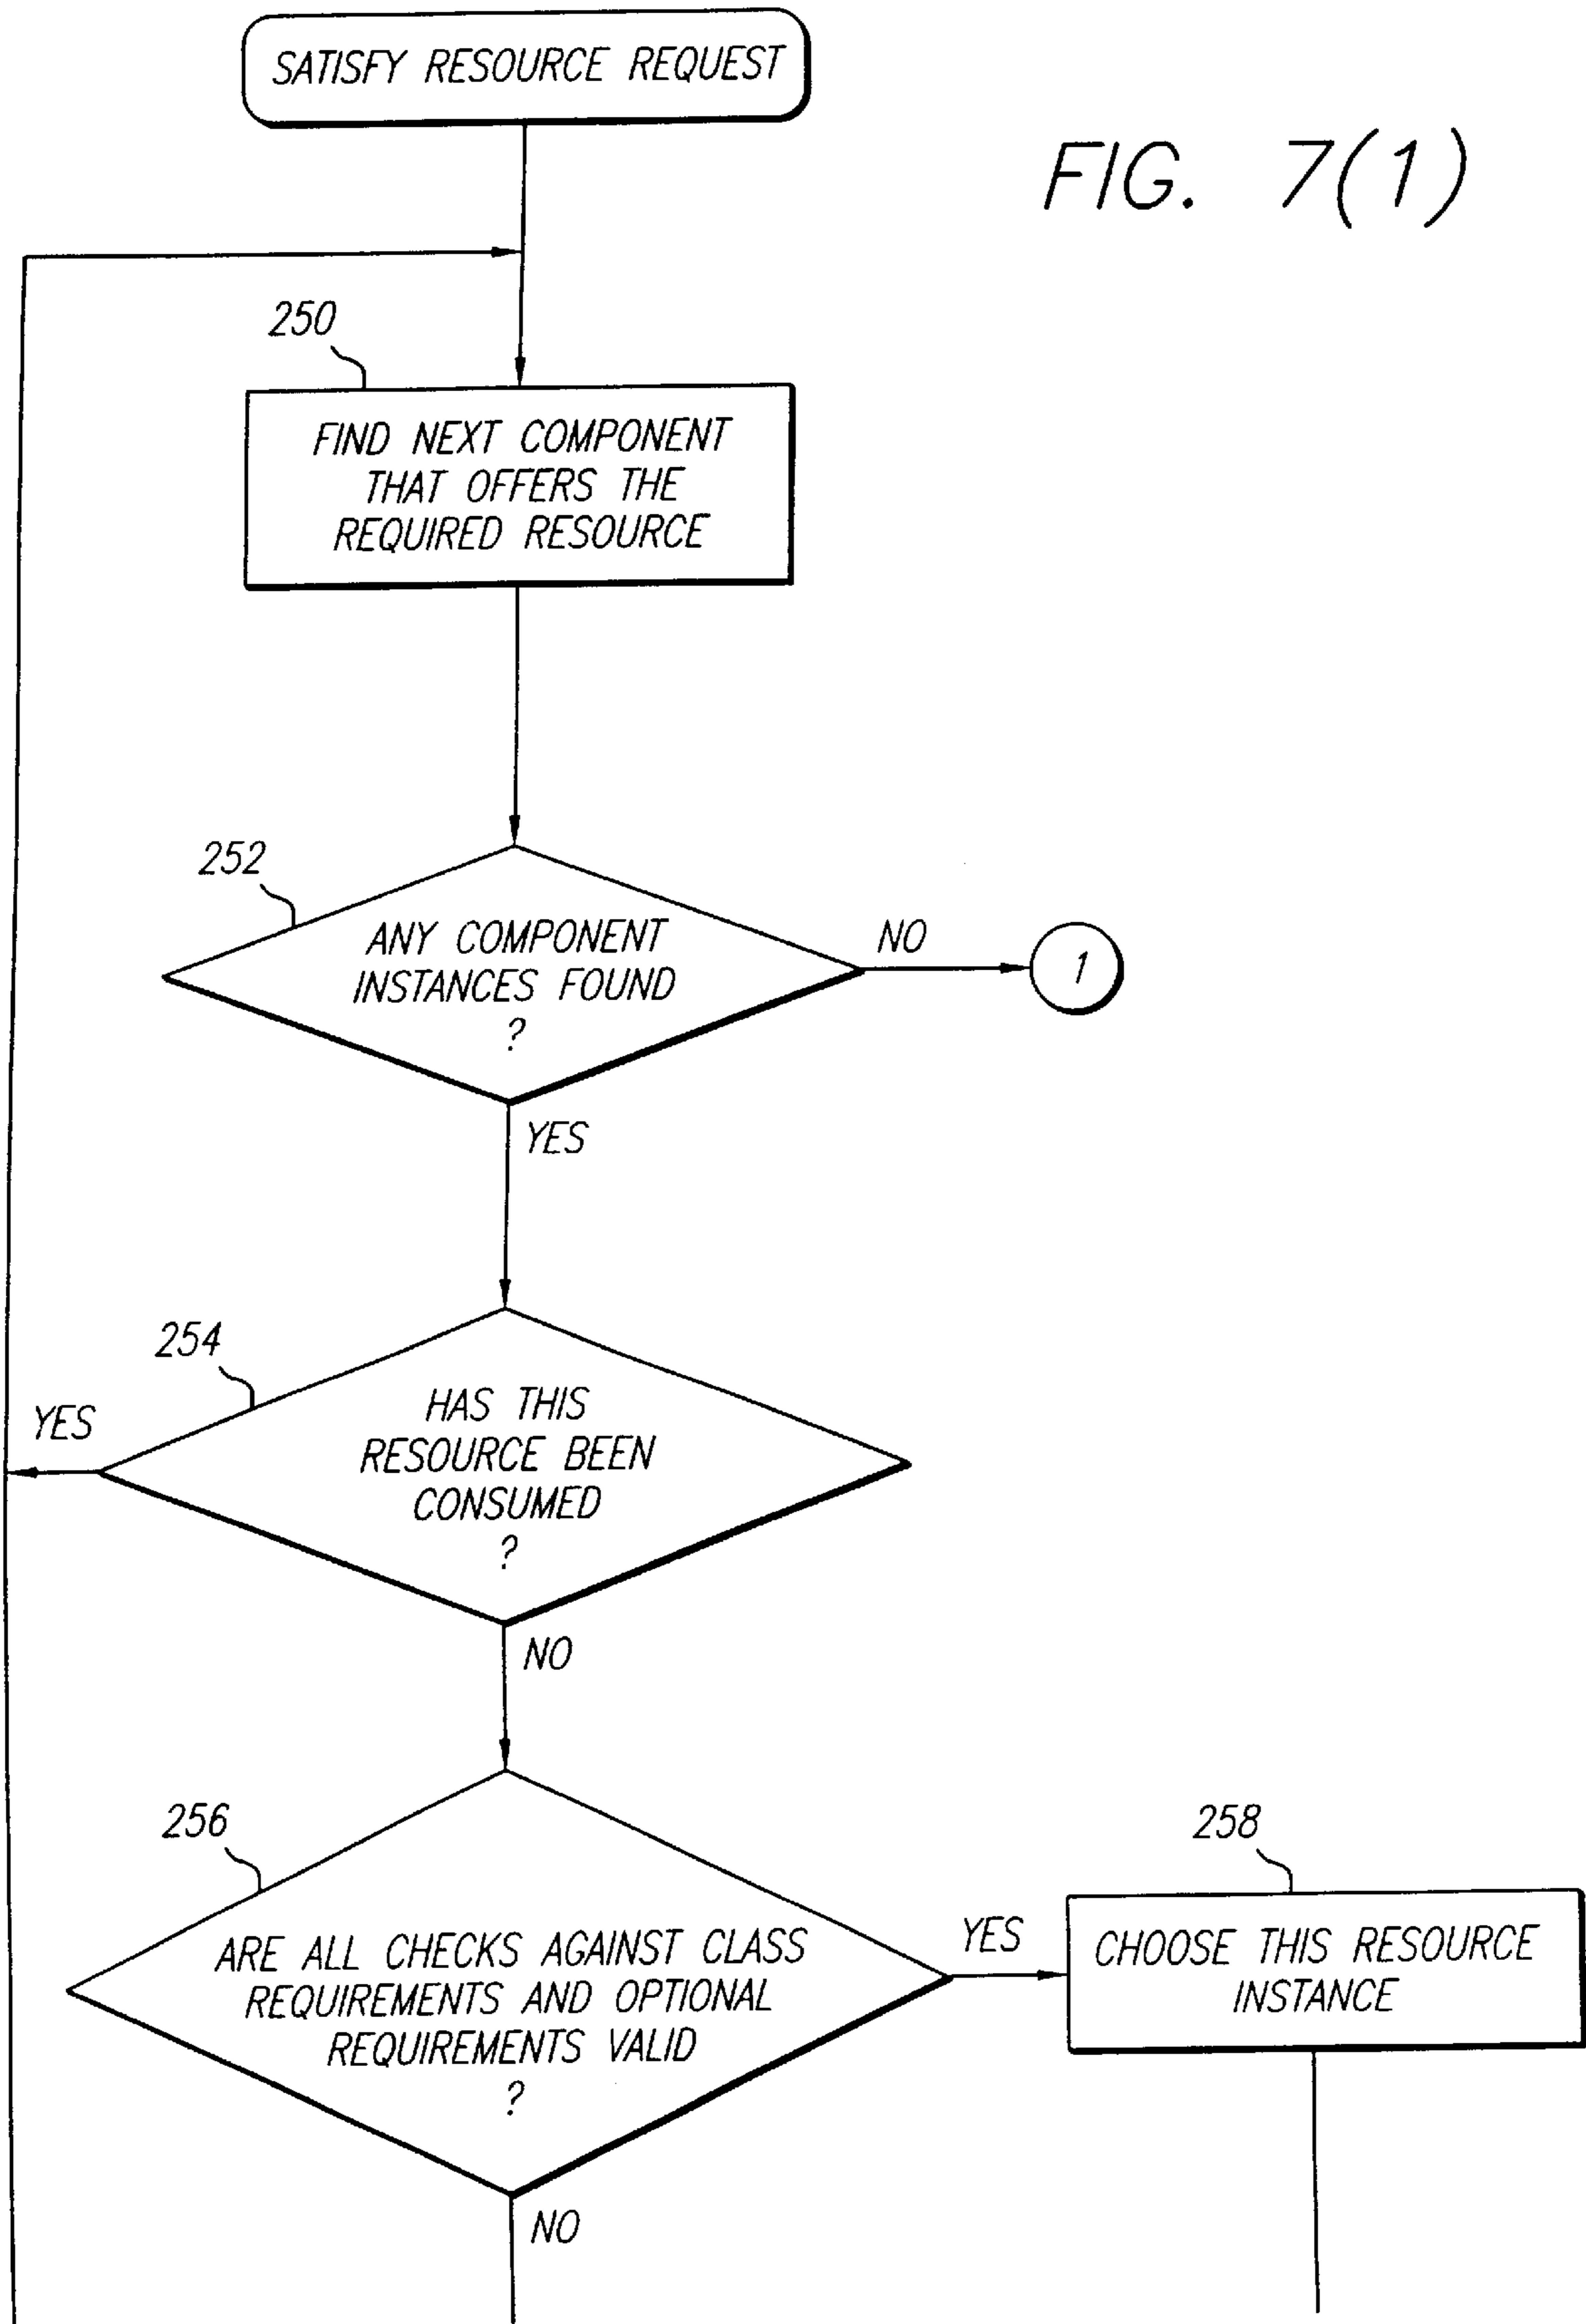 SATISFY RESOURCE REQUEST
FIG. 7(1)
250
FIND NEXT COMPONENT
THAT OFFERS THE
REQUIRED RESOURCE
252
ANY COMPONENT
INSTANCES FOUND
?
NO
1
YES
254
YES
HAS THIS
RESOURCE BEEN
CONSUMED
?
NO
256
ARE ALL CHECKS AGAINST CLASS
REQUIREMENTS AND OPTIONAL
REQUIREMENTS VALID
?
YES
258
CHOOSE THIS RESOURCE
INSTANCE
NO